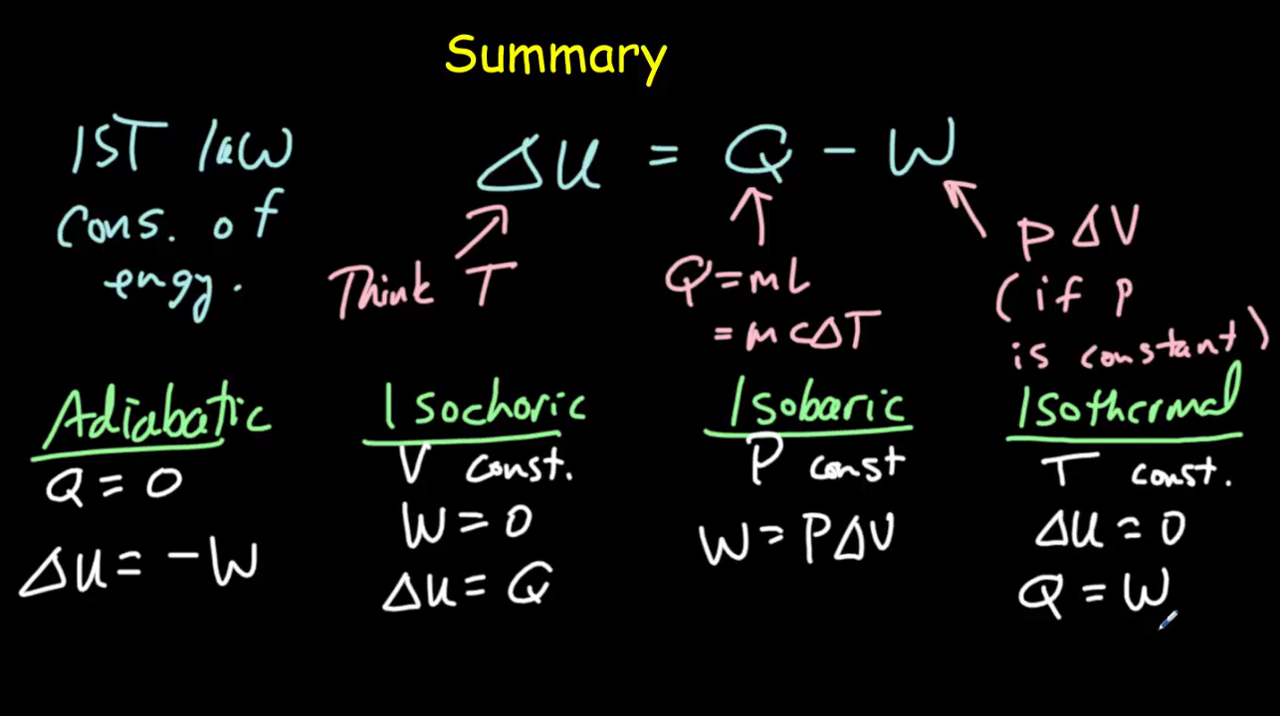 Summary
1ST law
cons. of
engy.
ΔU = Q - W
Think T
Q = mL
= mcΔT
PΔV
(if P
is constant)
Adiabatic
Q = 0
ΔU = -W
Isochoric
V const.
W = 0
ΔU = Q
Isobaric
P const
W = PΔV
Isothermal
T const.
ΔU = 0
Q = W